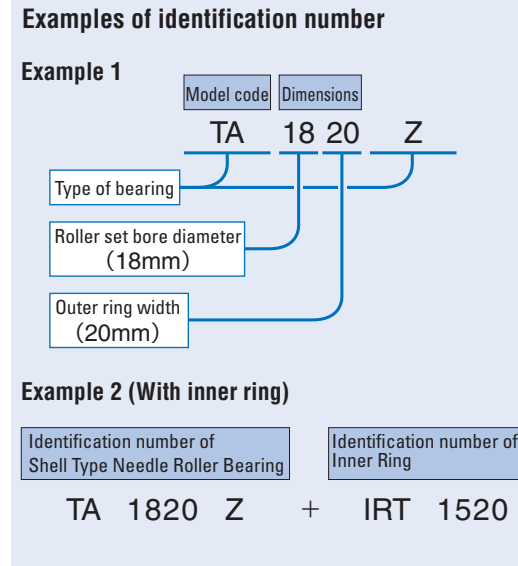 Examples of identification number
Example 1
Model code Dimensions
TA 18 20 Z
Type of bearing
Roller set bore diameter
（18mm）
Outer ring width
（20mm）
Example 2 (With inner ring)
Identification number of
Shell Type Needle Roller Bearing
Identification number of
Inner Ring
TA 1820 Z + IRT 1520